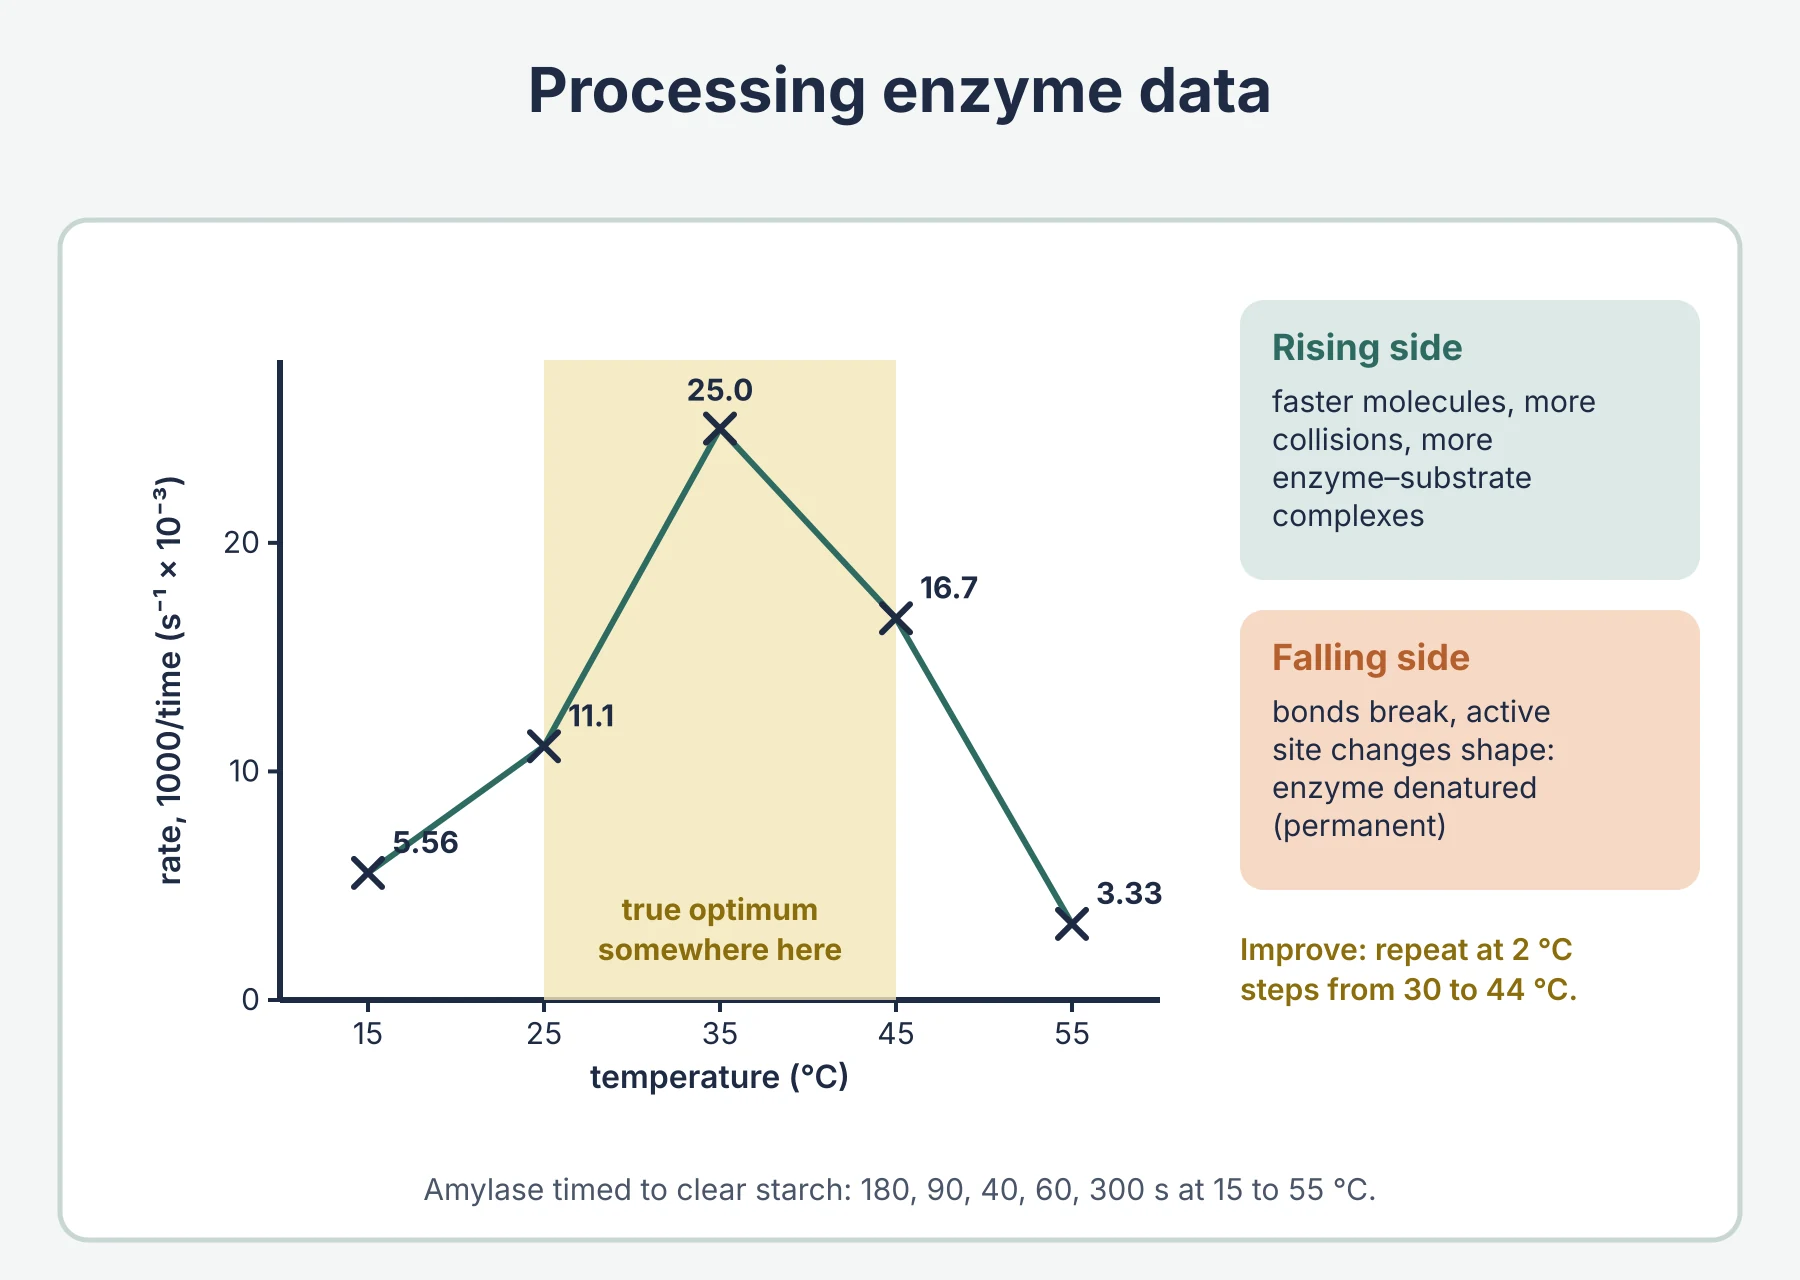 Processing enzyme data
rate, 1000/time (s⁻¹ × 10⁻³)
20
10
0
25.0
16.7
11.1
5.56
3.33
true optimum
somewhere here
15
25
35
45
55
temperature (°C)
Rising side
faster molecules, more
collisions, more
enzyme–substrate
complexes
Falling side
bonds break, active
site changes shape:
enzyme denatured
(permanent)
Improve: repeat at 2 °C
steps from 30 to 44 °C.
Amylase timed to clear starch: 180, 90, 40, 60, 300 s at 15 to 55 °C.